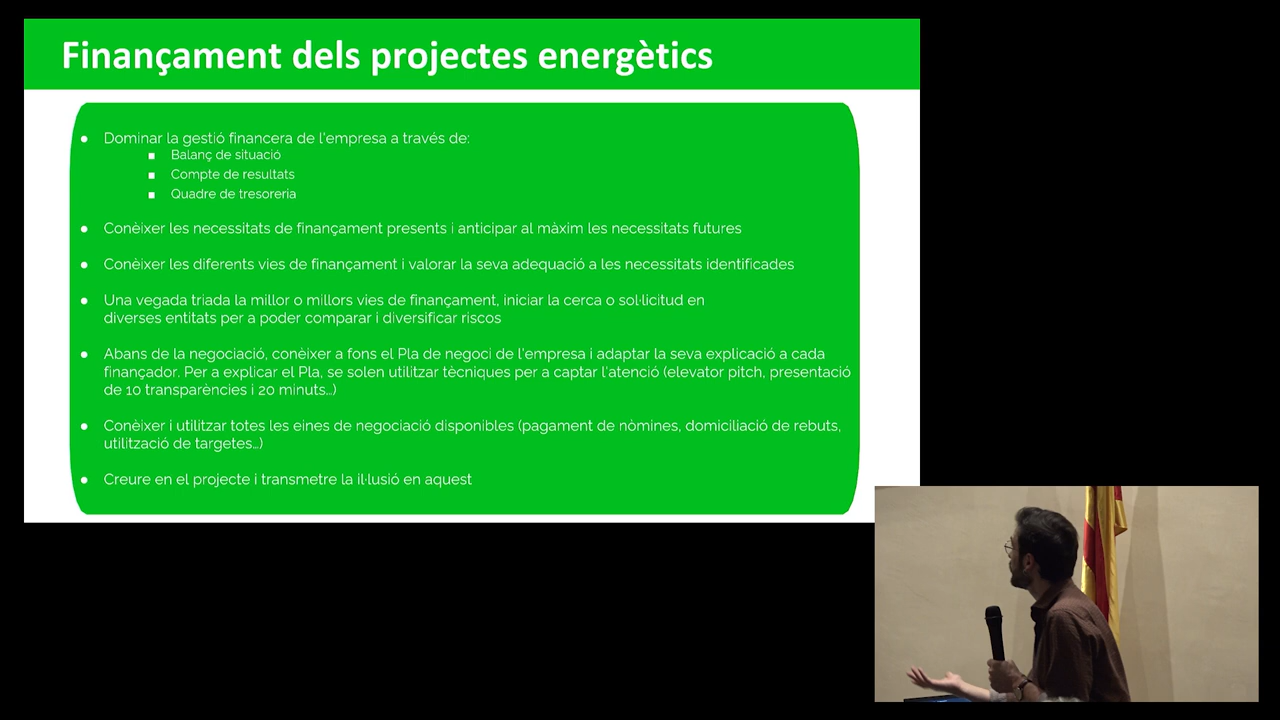 Finançament dels projectes energètics
● Dominar la gestió financera de l'empresa a través de:
■ Balanç de situació
■ Compte de resultats
■ Quadre de tresoreria
● Conèixer les necessitats de finançament presents i anticipar al màxim les necessitats futures
● Conèixer les diferents vies de finançament i valorar la seva adequació a les necessitats identificades
● Una vegada triada la millor o millors vies de finançament, iniciar la cerca o sol·licitud en
diverses entitats per a poder comparar i diversificar riscos
● Abans de la negociació, conèixer a fons el Pla de negoci de l'empresa i adaptar la seva explicació a cada
finançador. Per a explicar el Pla, se solen utilitzar tècniques per a captar l'atenció (elevator pitch, presentació
de 10 transparències i 20 minuts…)
● Conèixer i utilitzar totes les eines de negociació disponibles (pagament de nòmines, domiciliació de rebuts,
utilització de targetes…)
● Creure en el projecte i transmetre la il·lusió en aquest